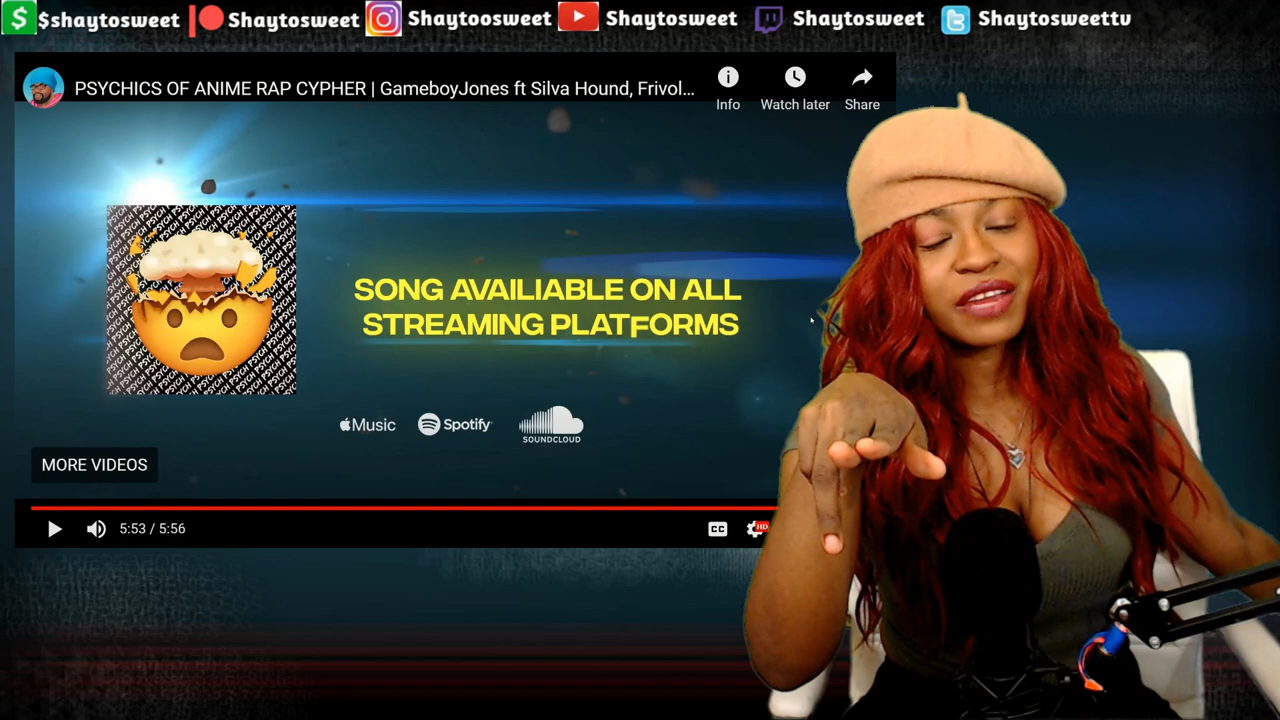 $shaytosweet Shaytosweet Shaytoosweet Shaytosweet Shaytosweet Shaytosweettv
PSYCHICS OF ANIME RAP CYPHER | GameboyJones ft Silva Hound, Frivol...
Info Watch later Share
SONG AVAILIABLE ON ALL
STREAMING PLATFORMS
Music Spotify SOUNDCLOUD
MORE VIDEOS
5:53 / 5:56
CC HD